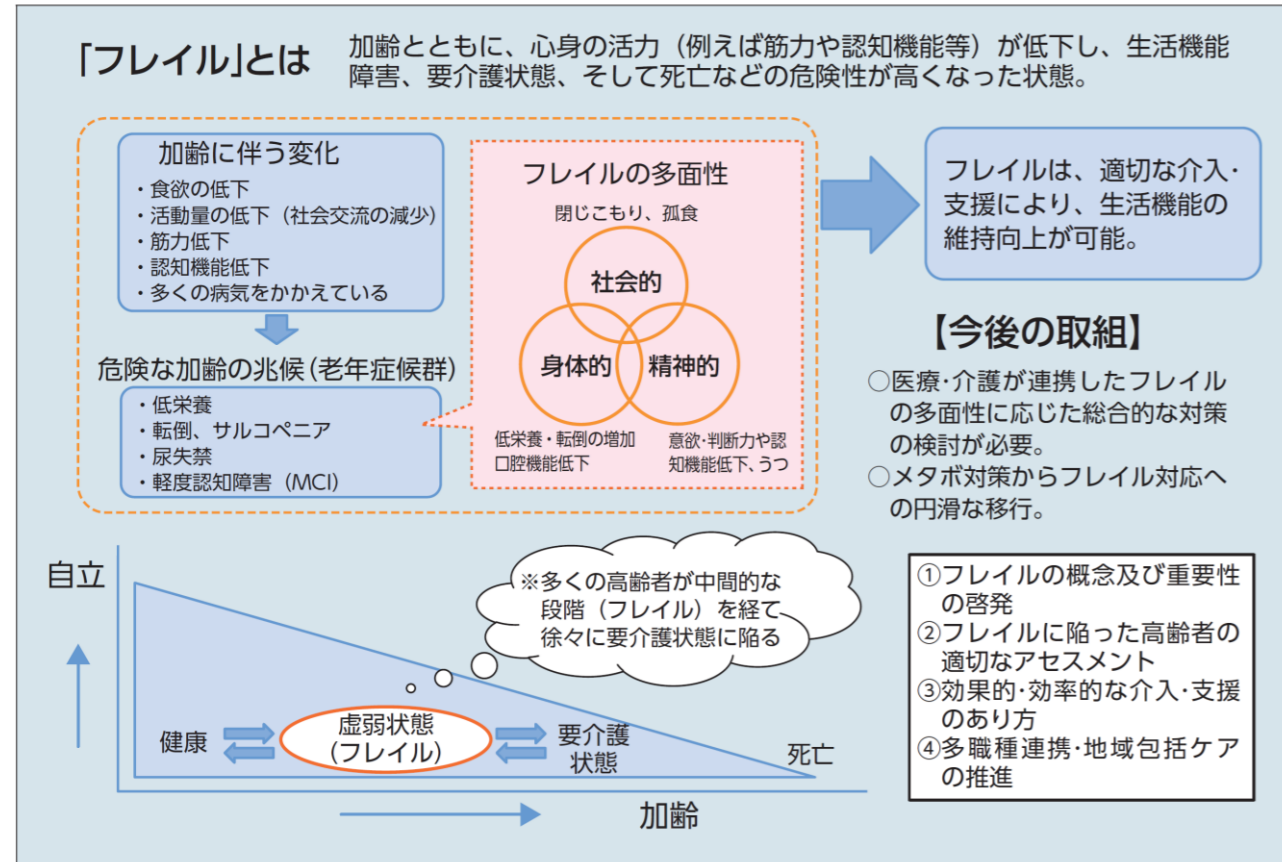 「フレイル」とは
加齢とともに、心身の活力（例えば筋力や認知機能等）が低下し、生活機能
障害、要介護状態、そして死亡などの危険性が高くなった状態。
加齢に伴う変化
・食欲の低下
・活動量の低下（社会交流の減少）
・筋力低下
・認知機能低下
・多くの病気をかかえている
危険な加齢の兆候（老年症候群）
・低栄養
・転倒、サルコペニア
・尿失禁
・軽度認知障害（MCI）
フレイルの多面性
閉じこもり、孤食
社会的
身体的
精神的
低栄養・転倒の増加
口腔機能低下
意欲・判断力や認
知機能低下、うつ
フレイルは、適切な介入・
支援により、生活機能の
維持向上が可能。
【今後の取組】
○医療・介護が連携したフレイル
の多面性に応じた総合的な対策
の検討が必要。
○メタボ対策からフレイル対応へ
の円滑な移行。
①フレイルの概念及び重要性
の啓発
②フレイルに陥った高齢者の
適切なアセスメント
③効果的・効率的な介入・支援
のあり方
④多職種連携・地域包括ケア
の推進
自立
※多くの高齢者が中間的な
段階（フレイル）を経て
徐々に要介護状態に陥る
健康
虚弱状態
（フレイル）
要介護
状態
死亡
加齢